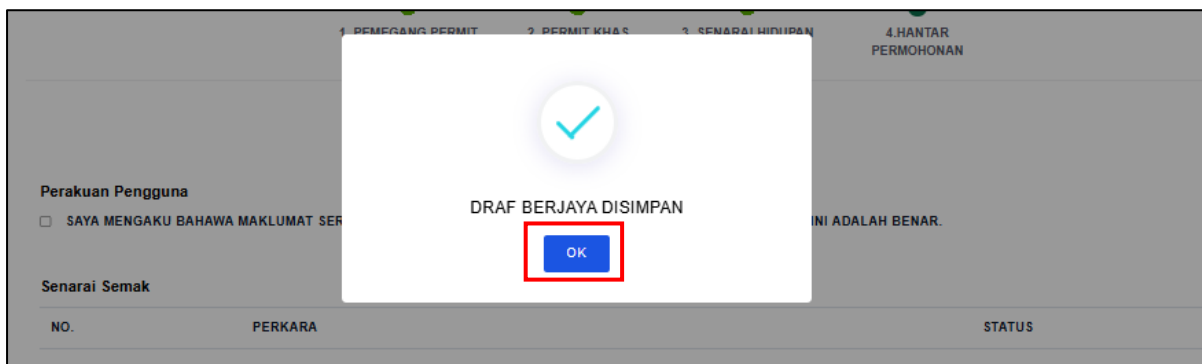 1. PEMEGANG PERMIT 2. PERMIT KHAS 3. SENARAI HIDUPAN 4.HANTAR
PERMOHONAN
Perakuan Pengguna
SAYA MENGAKU BAHAWA MAKLUMAT SER
INI ADALAH BENAR.
DRAF BERJAYA DISIMPAN
OK
Senarai Semak
NO. PERKARA STATUS